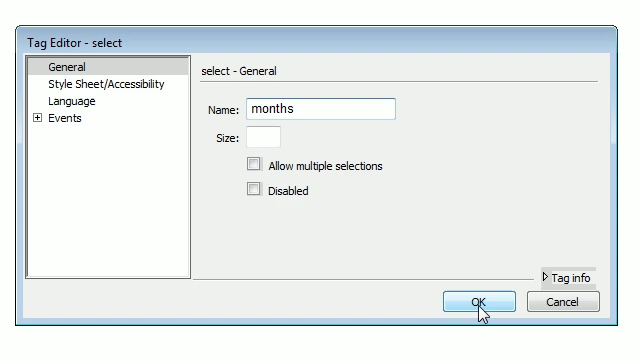 Tag Editor - select
General
Style Sheet/Accessibility
Language
Events
select - General
Name: months
Size:
Allow multiple selections
Disabled
Tag info
OK
Cancel